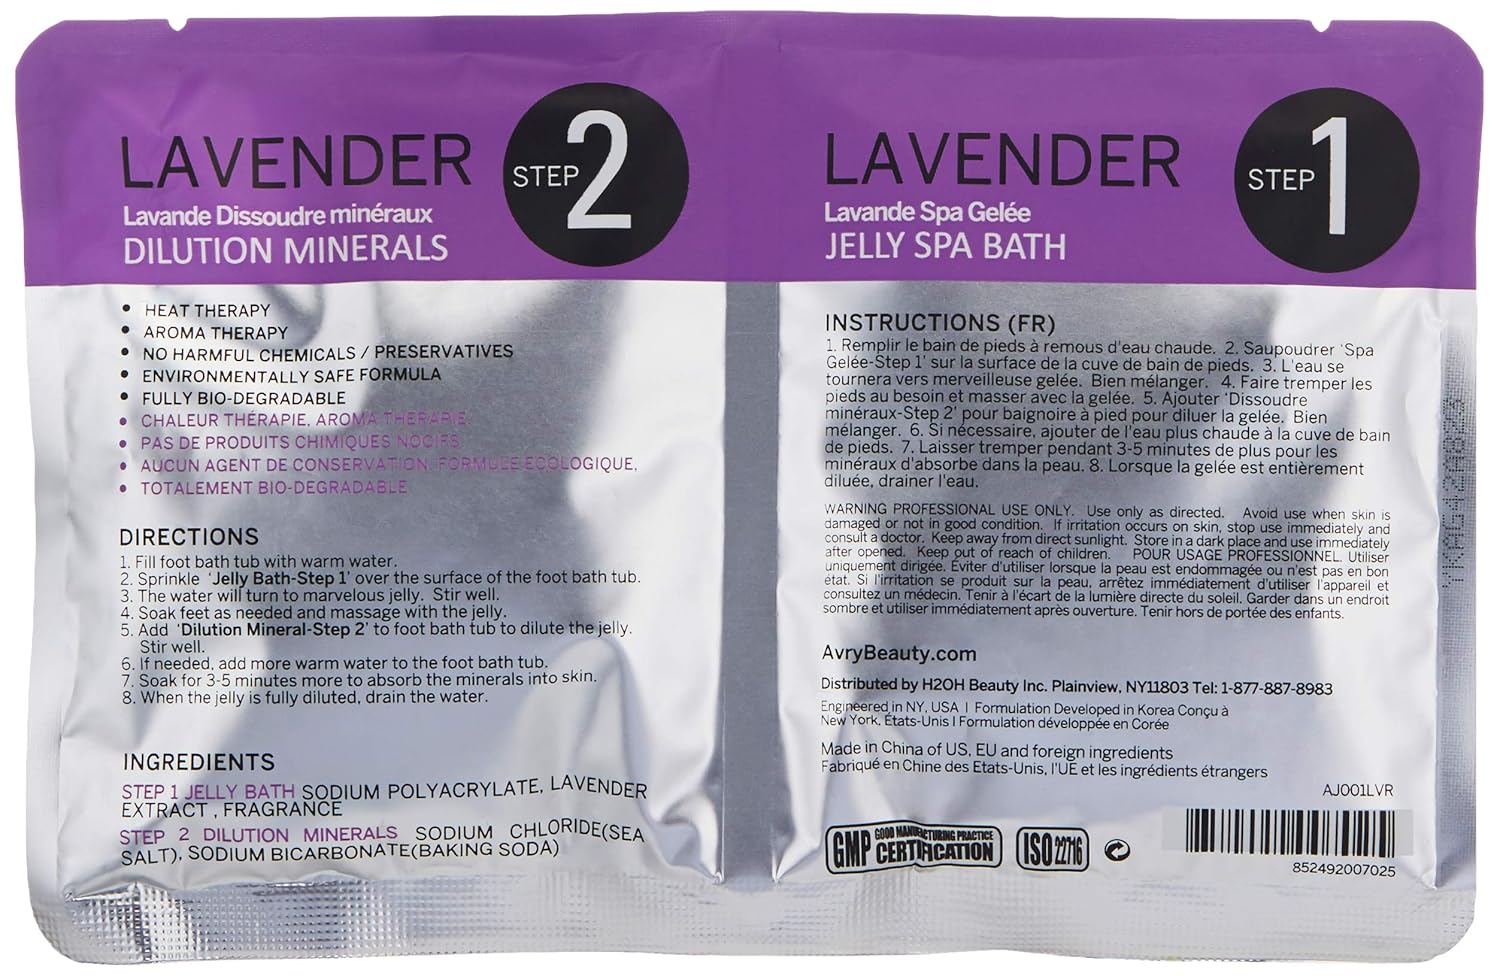 LAVENDER
STEP 2
Lavande Dissoudre minéraux
DILUTION MINERALS
• HEAT THERAPY
• AROMA THERAPY
• NO HARMFUL CHEMICALS / PRESERVATIVES
• ENVIRONMENTALLY SAFE FORMULA
• FULLY BIO-DEGRADABLE
• CHALEUR THÉRAPIE, AROMA THÉRAPIE
• PAS DE PRODUITS CHIMIQUES NOCIFS
• AUCUN AGENT DE CONSERVATION, FORMULE ÉCOLOGIQUE,
• TOTALEMENT BIO-DEGRADABLE
DIRECTIONS
1. Fill foot bath tub with warm water.
2. Sprinkle 'Jelly Bath-Step 1' over the surface of the foot bath tub.
3. The water will turn to marvelous jelly. Stir well.
4. Soak feet as needed and massage with the jelly.
5. Add 'Dilution Mineral-Step 2' to foot bath tub to dilute the jelly.
Stir well.
6. If needed, add more warm water to the foot bath tub.
7. Soak for 3-5 minutes more to absorb the minerals into skin.
8. When the jelly is fully diluted, drain the water.
INGREDIENTS
STEP 1 JELLY BATH SODIUM POLYACRYLATE, LAVENDER
EXTRACT , FRAGRANCE
STEP 2 DILUTION MINERALS SODIUM CHLORIDE(SEA
SALT), SODIUM BICARBONATE(BAKING SODA)
LAVENDER
STEP 1
Lavande Spa Gelée
JELLY SPA BATH
INSTRUCTIONS (FR)
1. Remplir le bain de pieds à remous d'eau chaude. 2. Saupoudrer 'Spa
Gelée-Step 1' sur la surface de la cuve de bain de pieds. 3. L'eau se
tournera vers merveilleuse gelée. Bien mélanger. 4. Faire tremper les
pieds au besoin et masser avec la gelée. 5. Ajouter 'Dissoudre
minéraux-Step 2' pour baignoire à pied pour diluer la gelée. Bien
mélanger. 6. Si nécessaire, ajouter de l'eau plus chaude à la cuve de bain
de pieds. 7. Laisser tremper pendant 3-5 minutes de plus pour les
minéraux d'absorbe dans la peau. 8. Lorsque la gelée est entièrement
diluée, drainer l'eau.
WARNING PROFESSIONAL USE ONLY. Use only as directed. Avoid use when skin is
damaged or not in good condition. If irritation occurs on skin, stop use immediately and
consult a doctor. Keep away from direct sunlight. Store in a dark place and use immediately
after opened. Keep out of reach of children. POUR USAGE PROFESSIONNEL. Utiliser
uniquement dirigée. Éviter d'utiliser lorsque la peau est endommagée ou n'est pas en bon
état. Si l'irritation se produit sur la peau, arrêtez immédiatement d'utiliser l'appareil et
consultez un médecin. Tenir à l'écart de la lumière directe du soleil. Garder dans un endroit
sombre et utiliser immédiatement après ouverture. Tenir hors de portée des enfants.
AvryBeauty.com
Distributed by H2OH Beauty Inc. Plainview, NY11803 Tel: 1-877-887-8983
Engineered in NY, USA I Formulation Developed in Korea Conçu à
New York, États-Unis I Formulation développée en Corée
Made in China of US, EU and foreign ingredients
Fabriqué en Chine des Etats-Unis, l'UE et les ingrédients étrangers
AJ001LVR
GMP GOOD MANUFACTURING PRACTICE
CERTIFICATION
ISO 22716
852492007025